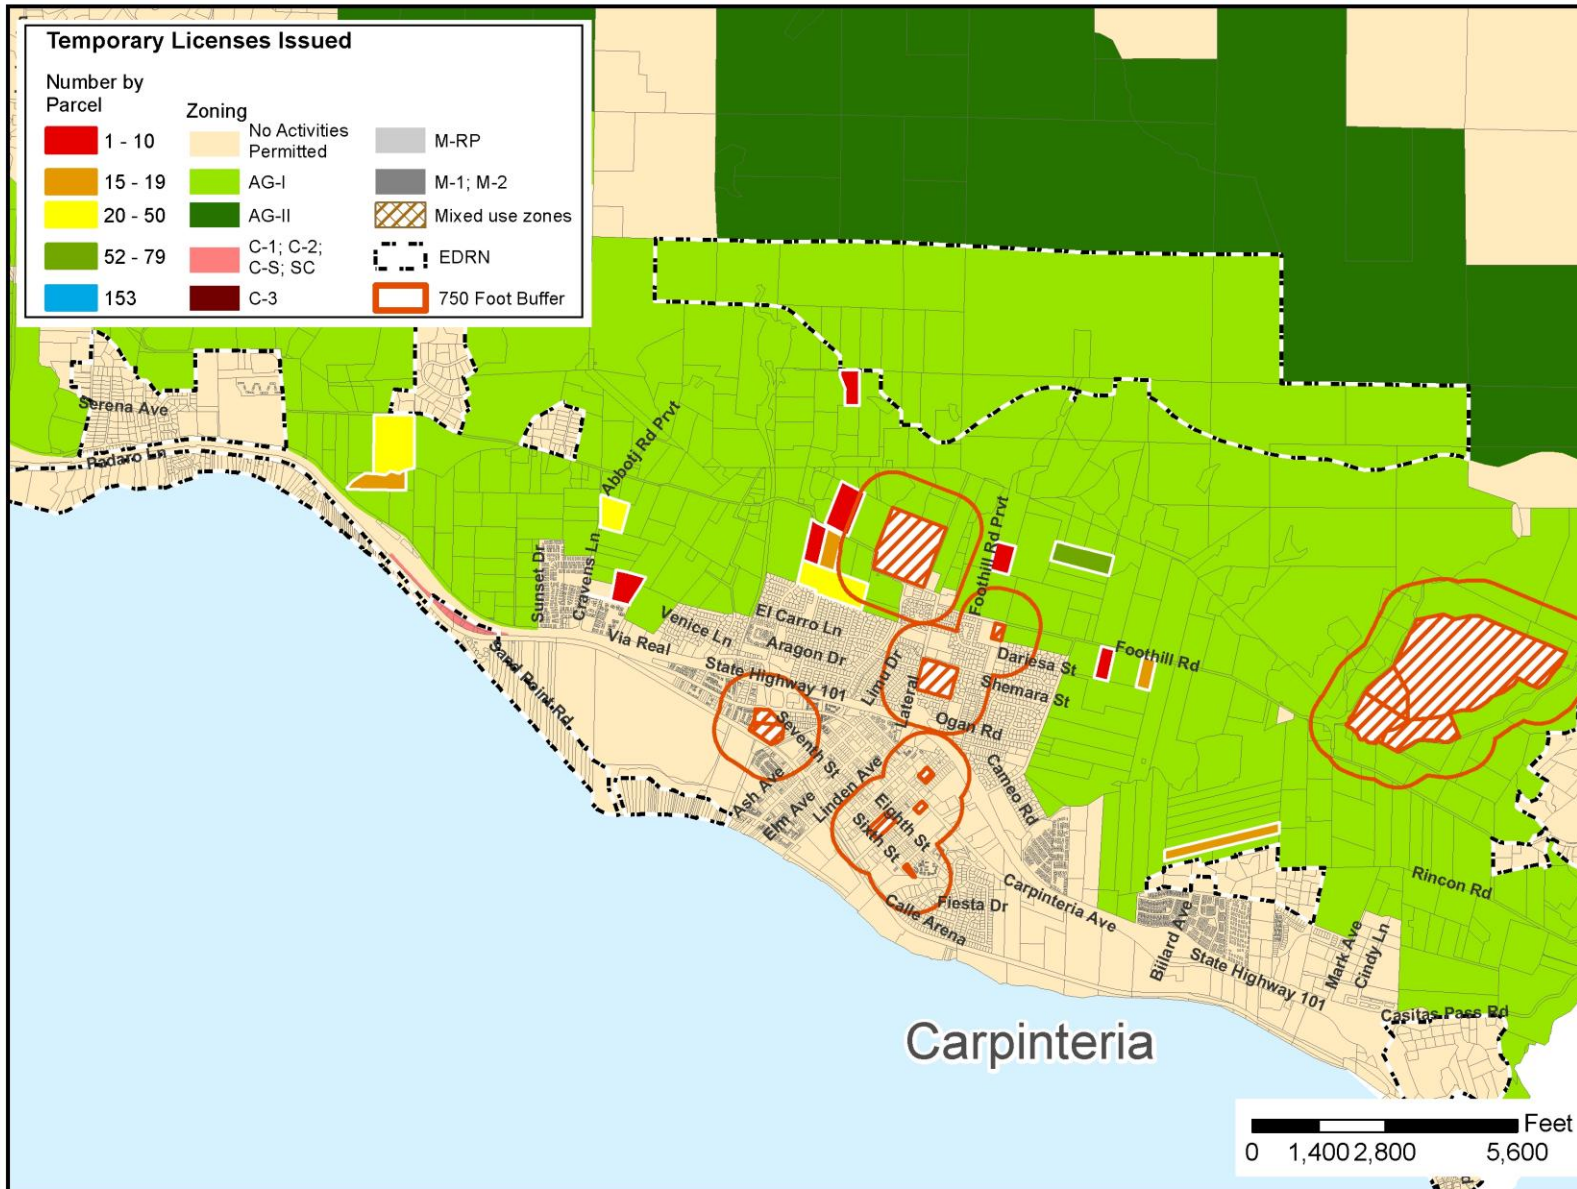 Temporary Licenses Issued
Number by
Parcel
Zoning
1 - 10
15 - 19
20 - 50
52 - 79
153
No Activities
Permitted
AG-I
AG-II
C-1; C-2;
C-S; SC
C-3
M-RP
M-1; M-2
Mixed use zones
EDRN
750 Foot Buffer
Serena Ave
Padaro Ln
Abbotj Rd Prvt
Sunset Dr
Cravens Ln
Via Real
Venice Ln
El Carro Ln
Aragon Dr
State Highway 101
Sand Point Rd
Limu Dr
Lateral
Foothill Rd Prvt
Dariesa St
Foothill Rd
Shemara St
Ogan Rd
Seventh St
Ash Ave
Elm Ave
Linden Ave
Eighth St
Sixth St
Cameo Rd
Carpinteria Ave
Fiesta Dr
Calle Arena
Billard Ave
State Highway 101
Mark Ave
Cindy Ln
Rincon Rd
Casitas Pass Rd
Carpinteria
Feet
0 1,400 2,800 5,600